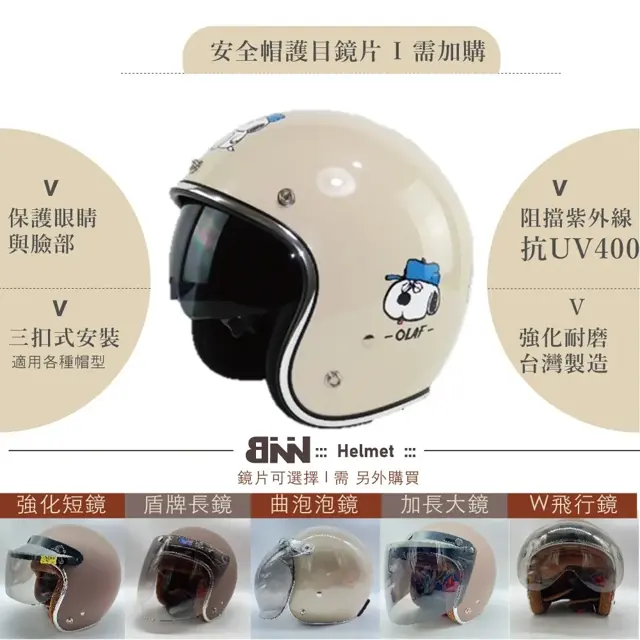 安全帽護目鏡片 I 需加購
V
保護眼睛
與臉部
V
三扣式安裝
適用各種帽型
V
阻擋紫外線
抗UV400
V
強化耐磨
台灣製造
-OLAF-
BNN ::: Helmet :::
鏡片可選擇 I 需 另外購買
強化短鏡
盾牌長鏡
曲泡泡鏡
加長大鏡
W飛行鏡